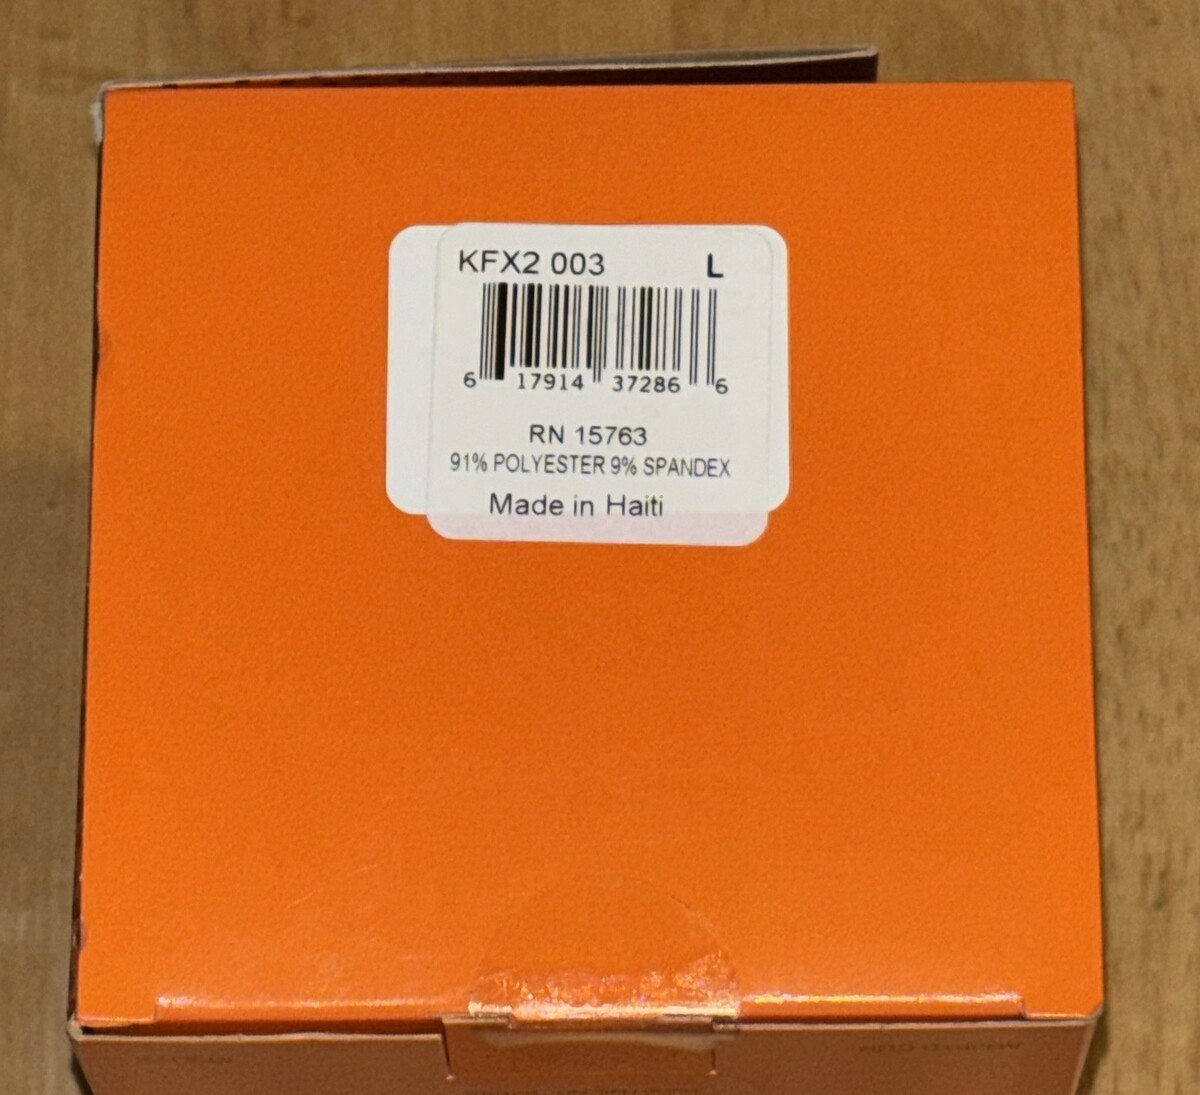 KFX2 003 L
6 17914 37286 6
RN 15763
91% POLYESTER 9% SPANDEX
Made in Haiti